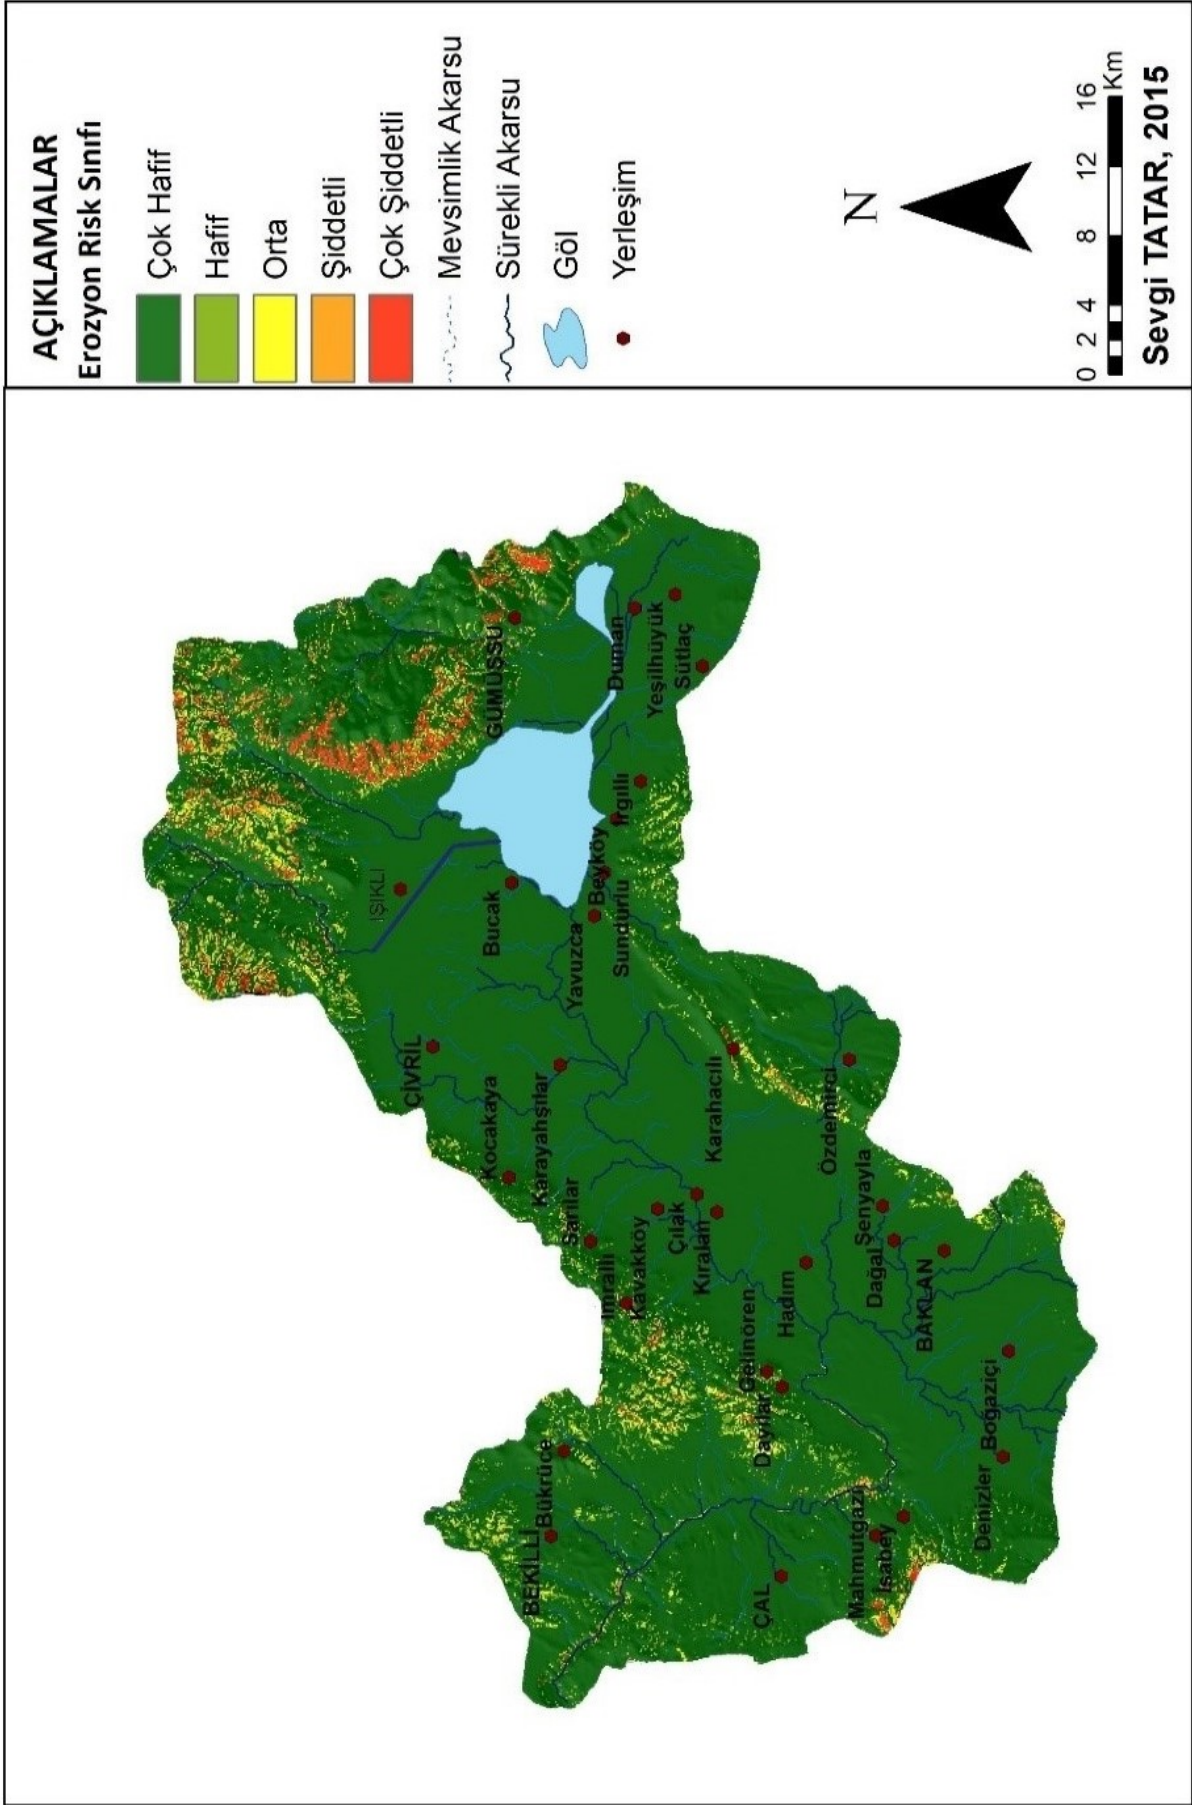 AÇIKLAMALAR
Erozyon Risk Sınıfı
Çok Hafif
Hafif
Orta
Şiddetli
Çok Şiddetli
Mevsimlik Akarsu
Sürekli Akarsu
Göl
Yerleşim
N
0 2 4 8 12 16
Km
Sevgi TATAR, 2015
IŞIKLI
ÇİVRİL
GÜMÜŞSU
Bucak
Kocakaya
Karayahşılar
Sarılar
Yavuzca
Beyköy
Sundurlu
Irgıllı
Duman
Yeşilhüyük
Sütlaç
İmrallı
Kavakköy
Çılak
Kıralan
Karahacılı
Özdemirci
Şenyayla
Dağal
BAKLAN
Hadım
Gelinören
Dayılar
BEKİLLİ
Bükrüce
ÇAL
Mahmutgazi
İsabey
Denizler
Boğaziçi